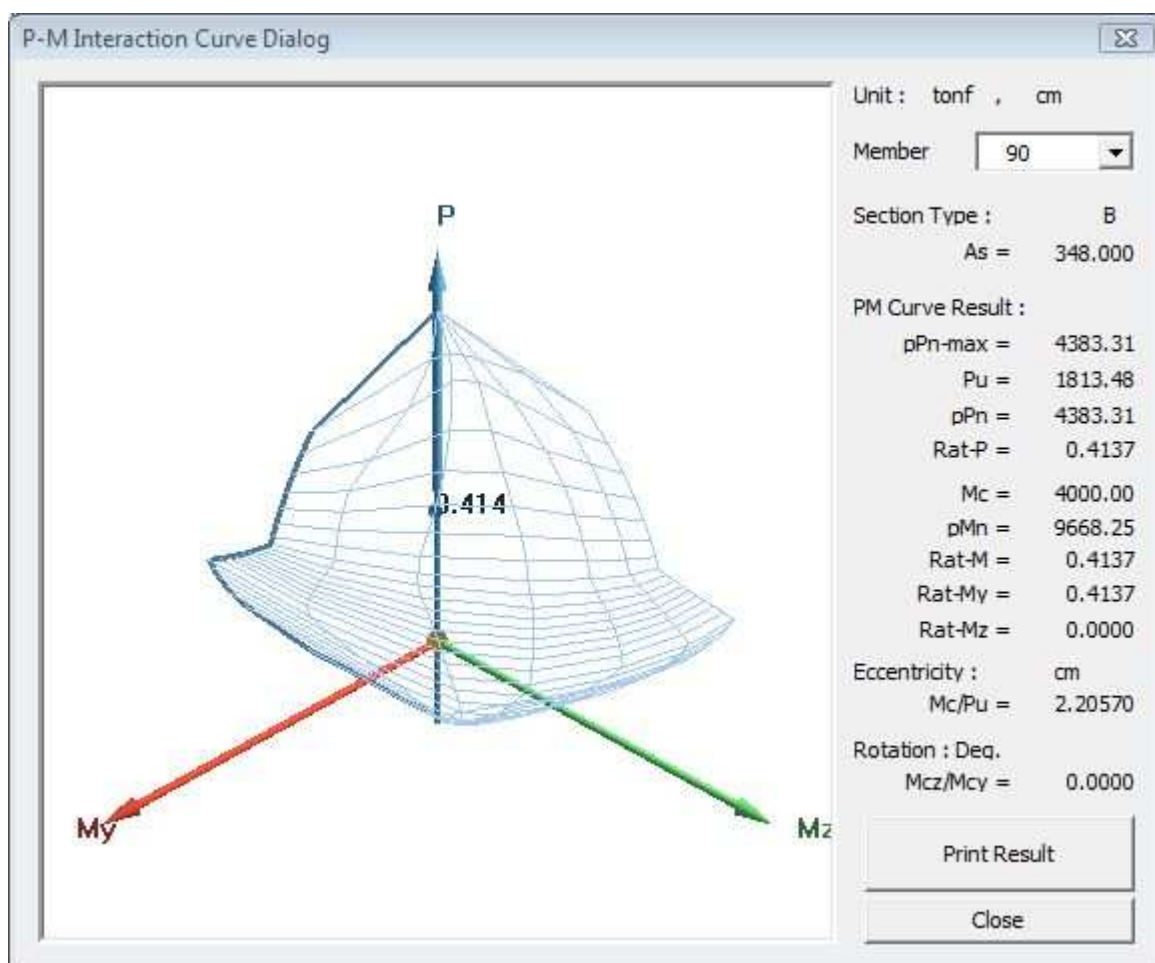 P-M Interaction Curve Dialog
P
0.414
My
Mz
Unit : tonf , cm
Member 90
Section Type : B
As = 348.000
PM Curve Result :
pPn-max = 4383.31
Pu = 1813.48
pPn = 4383.31
Rat-P = 0.4137
Mc = 4000.00
pMn = 9668.25
Rat-M = 0.4137
Rat-My = 0.4137
Rat-Mz = 0.0000
Eccentricity : cm
Mc/Pu = 2.20570
Rotation : Deg.
Mcz/Mcy = 0.0000
Print Result
Close